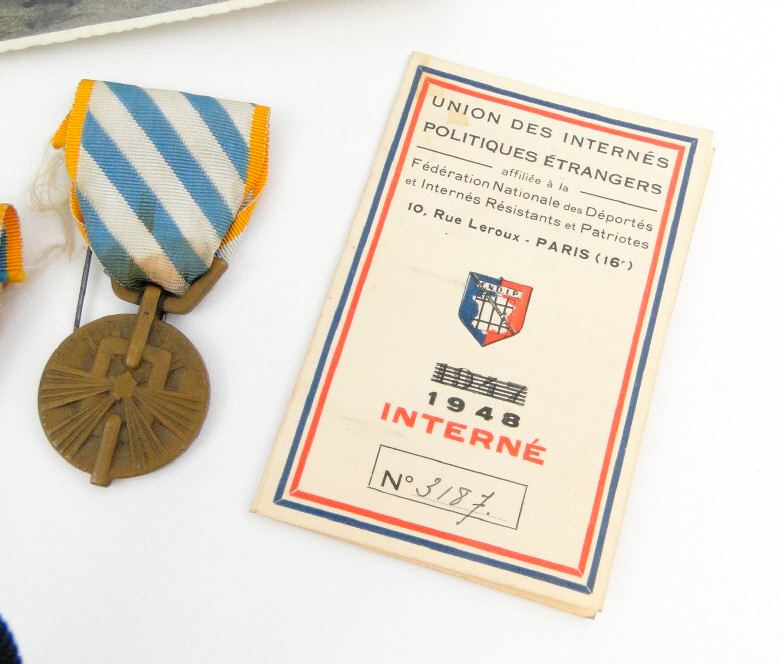 UNION DES INTERNÉS
POLITIQUES ÉTRANGERS
affiliée à la
Fédération Nationale des Déportés
et Internés Résistants et Patriotes
10, Rue Leroux - PARIS (16e)
N.D.I.P.
1947
1948
INTERNÉ
N° 3187.